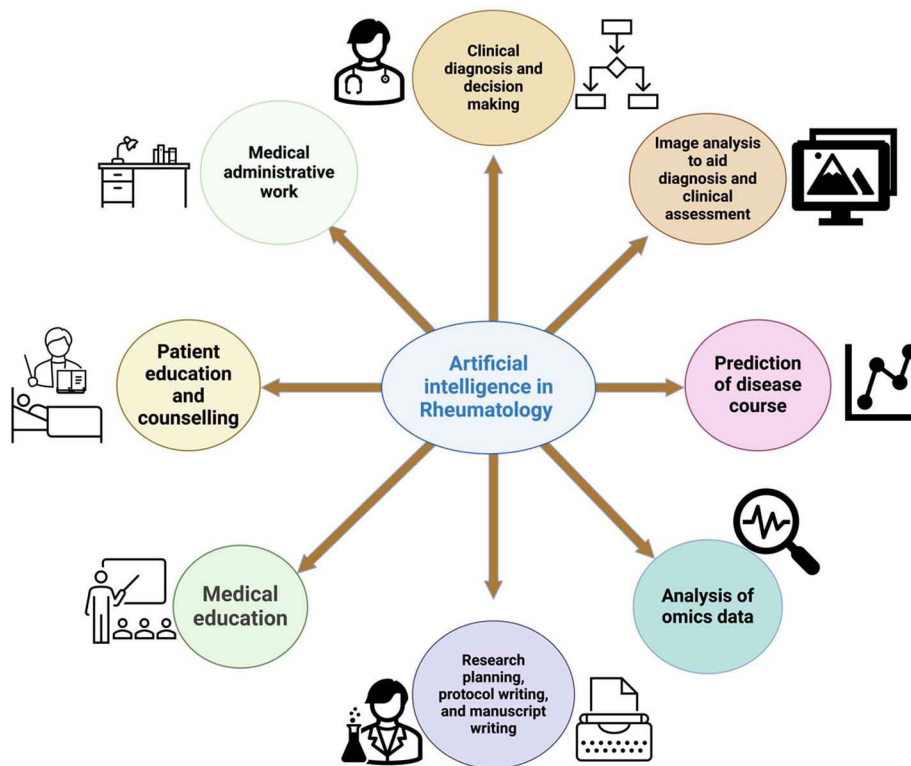 Clinical
diagnosis and
decision
making
Image analysis
to aid
diagnosis and
clinical
assessment
Prediction
of disease
course
Analysis of
omics data
Research
planning,
protocol writing,
and manuscript
writing
Medical
education
Patient
education
and
counselling
Medical
administrative
work
Artificial
intelligence in
Rheumatology